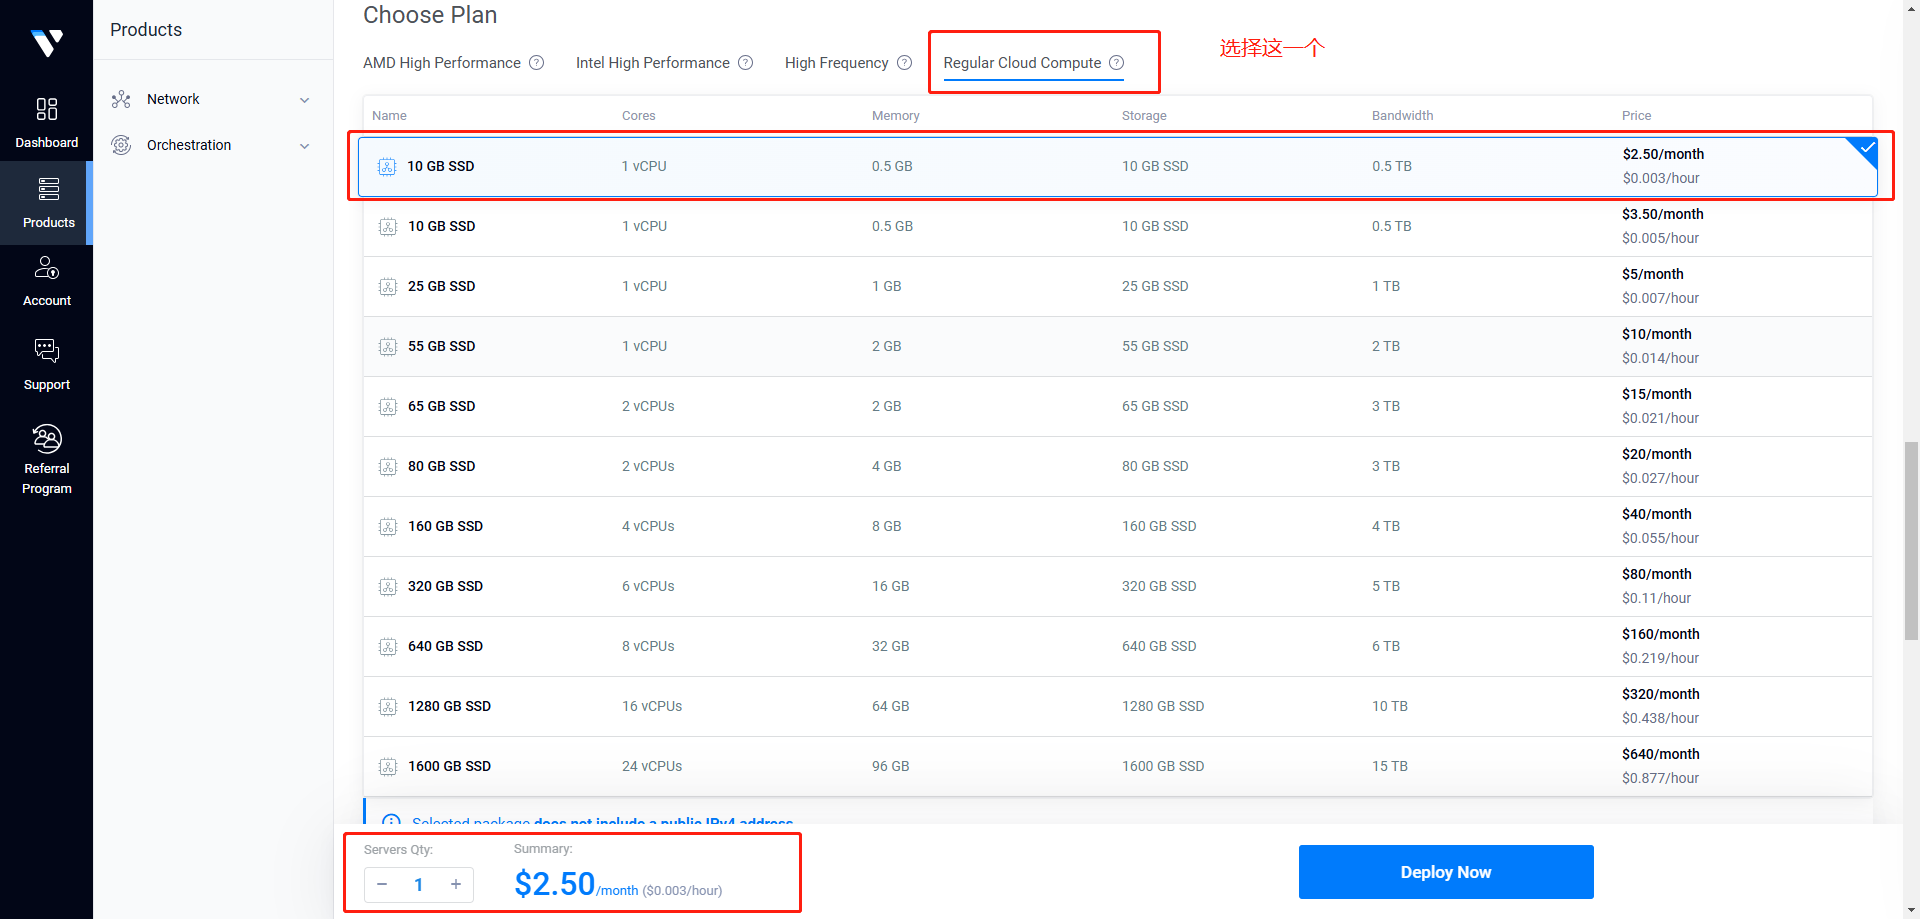 Choose Plan
Products
AMD High Performance
Intel High Performance
High Frequency
Regular Cloud Compute
选择这一个
Dashboard
Products
Account
Support
Referral
Program
Network
Orchestration
Name Cores Memory Storage Bandwidth Price
10 GB SSD 1 vCPU 0.5 GB 10 GB SSD 0.5 TB $2.50/month
$0.003/hour
10 GB SSD 1 vCPU 0.5 GB 10 GB SSD 0.5 TB $3.50/month
$0.005/hour
25 GB SSD 1 vCPU 1 GB 25 GB SSD 1 TB $5/month
$0.007/hour
55 GB SSD 1 vCPU 2 GB 55 GB SSD 2 TB $10/month
$0.014/hour
65 GB SSD 2 vCPUs 2 GB 65 GB SSD 3 TB $15/month
$0.021/hour
80 GB SSD 2 vCPUs 4 GB 80 GB SSD 3 TB $20/month
$0.027/hour
160 GB SSD 4 vCPUs 8 GB 160 GB SSD 4 TB $40/month
$0.055/hour
320 GB SSD 6 vCPUs 16 GB 320 GB SSD 5 TB $80/month
$0.11/hour
640 GB SSD 8 vCPUs 32 GB 640 GB SSD 6 TB $160/month
$0.219/hour
1280 GB SSD 16 vCPUs 64 GB 1280 GB SSD 10 TB $320/month
$0.438/hour
1600 GB SSD 24 vCPUs 96 GB 1600 GB SSD 15 TB $640/month
$0.877/hour
Selected package does not include a public IPv4 address
Servers Qty:
− 1 +
Summary:
$2.50/month ($0.003/hour)
Deploy Now